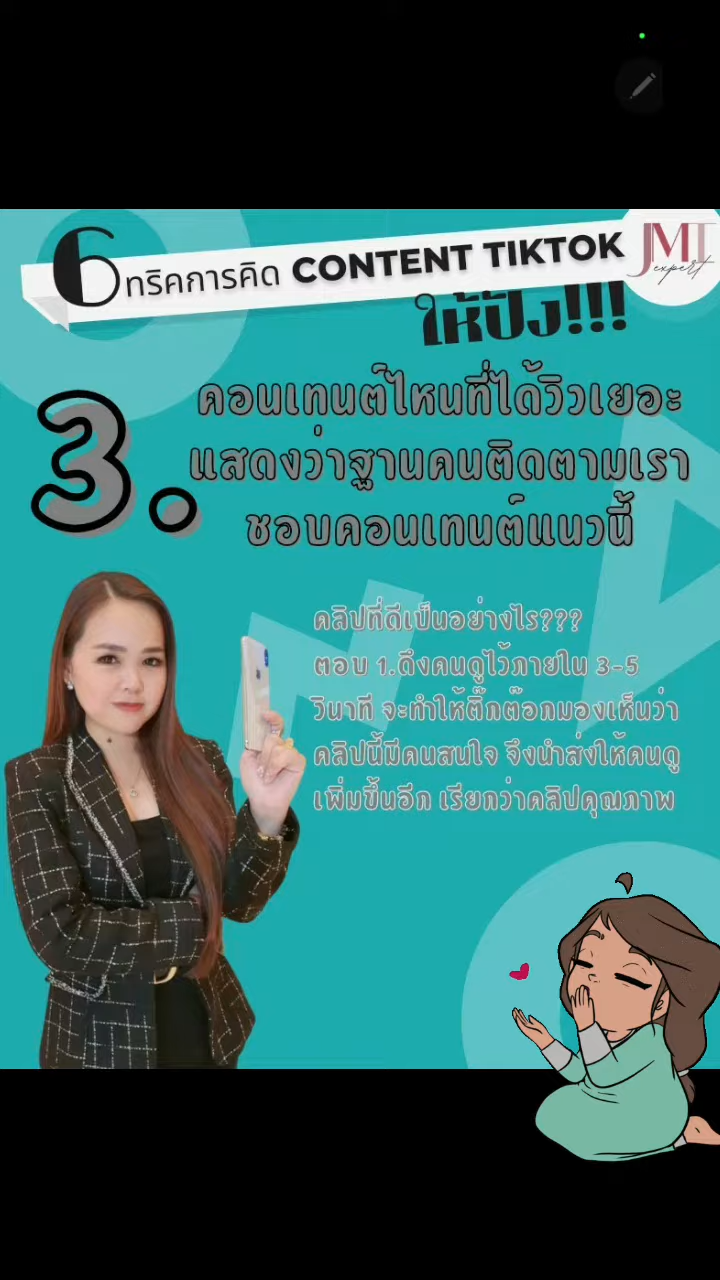 6 ทริคการคิด CONTENT TIKTOK
JMT
expert
ให้ปัง!!!
3.
คอนเทนต์ไหนที่ได้วิวเยอะ
แสดงว่าฐานคนติดตามเรา
ชอบคอนเทนต์แนวนี้
คลิปที่ดีเป็นอย่างไร???
ตอบ 1.ดึงคนดูไว้ภายใน 3-5
วินาที จะทำให้ติ๊กต๊อกมองเห็นว่า
คลิปนี้มีคนสนใจ จึงนำส่งให้คนดู
เพิ่มขึ้นอีก เรียกว่าคลิปคุณภาพ